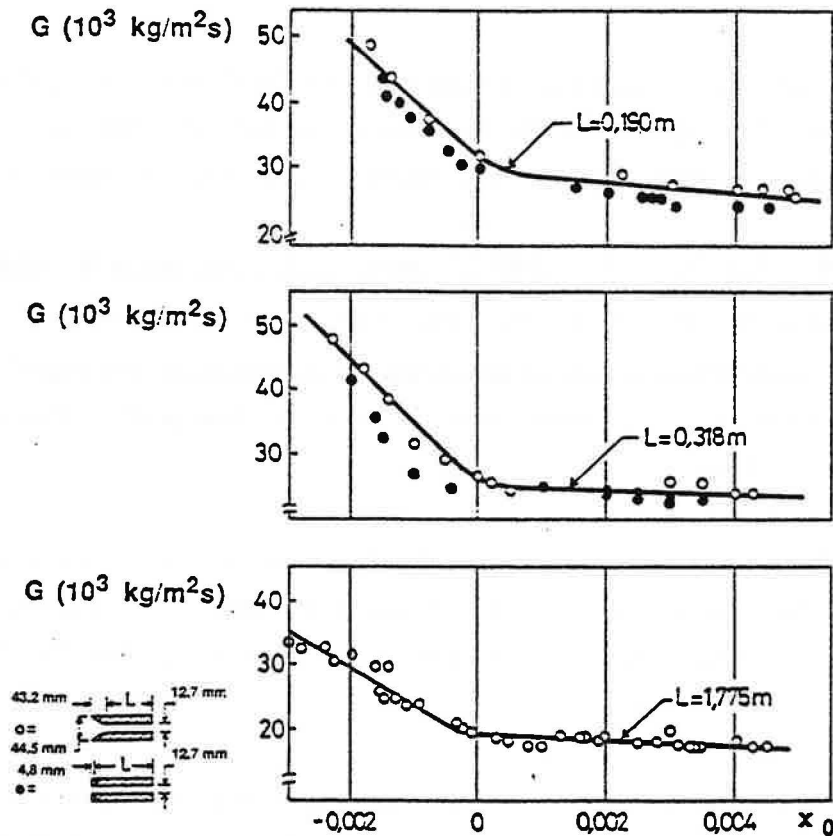 G (10³ kg/m²s)
50
40
30
20
L=0,190m
G (10³ kg/m²s)
50
40
30
L=0,318m
G (10³ kg/m²s)
40
30
20
L=1,775m
43.2 mm
L
12.7 mm
o =
44.5 mm
4,8 mm
L
12.7 mm
● =
-0,002
0
0,002
0,004
x₀